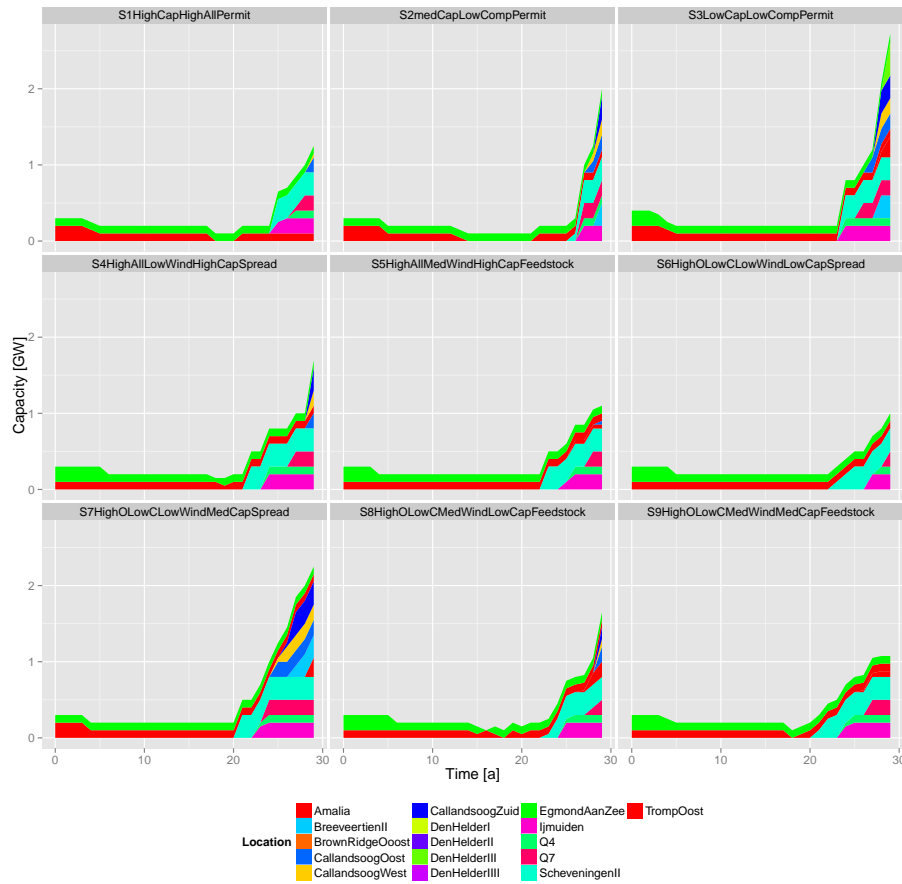 S1HighCapHighAllPermit S2medCapLowCompPermit S3LowCapLowCompPermit
2
1
0
S4HighAllLowWindHighCapSpread S5HighAllMedWindHighCapFeedstock S6HighOLowCLowWindLowCapSpread
2
1
0
Capacity [GW]
S7HighOLowCLowWindMedCapSpread S8HighOLowCMedWindLowCapFeedstock S9HighOLowCMedWindMedCapFeedstock
2
1
0
0 10 20 30 0 10 20 30 0 10 20 30
Time [a]
Location
Amalia CallandsoogZuid EgmondAanZee TrompOost
BreeveertienII DenHelderI Ijmuiden
BrownRidgeOoost DenHelderII Q4
CallandsoogOost DenHelderIII Q7
CallandsoogWest DenHelderIIII ScheveningenII